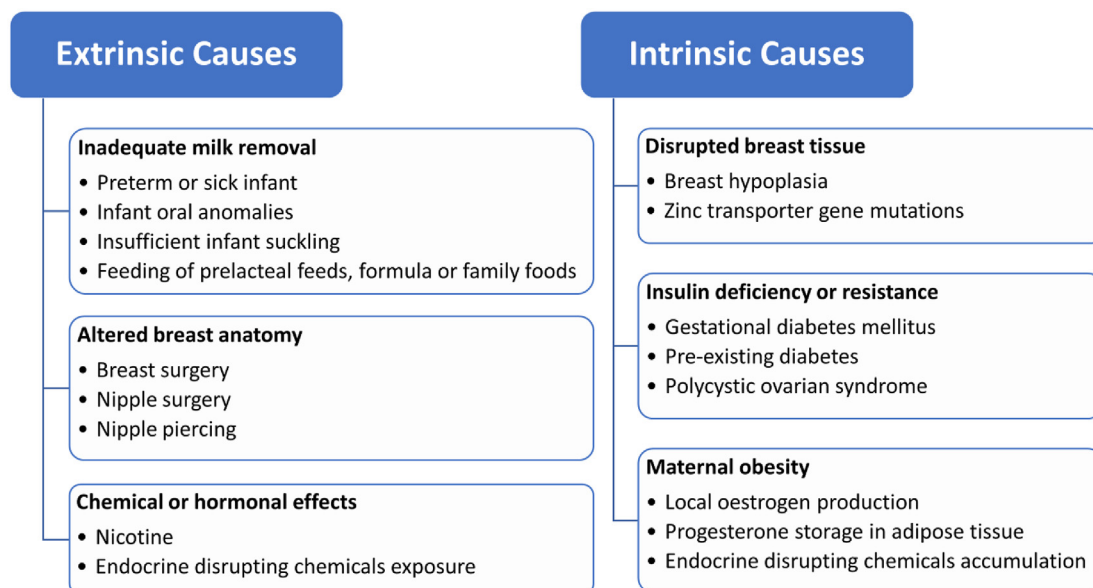 Extrinsic Causes
Inadequate milk removal
• Preterm or sick infant
• Infant oral anomalies
• Insufficient infant suckling
• Feeding of prelacteal feeds, formula or family foods
Altered breast anatomy
• Breast surgery
• Nipple surgery
• Nipple piercing
Chemical or hormonal effects
• Nicotine
• Endocrine disrupting chemicals exposure
Intrinsic Causes
Disrupted breast tissue
• Breast hypoplasia
• Zinc transporter gene mutations
Insulin deficiency or resistance
• Gestational diabetes mellitus
• Pre-existing diabetes
• Polycystic ovarian syndrome
Maternal obesity
• Local oestrogen production
• Progesterone storage in adipose tissue
• Endocrine disrupting chemicals accumulation